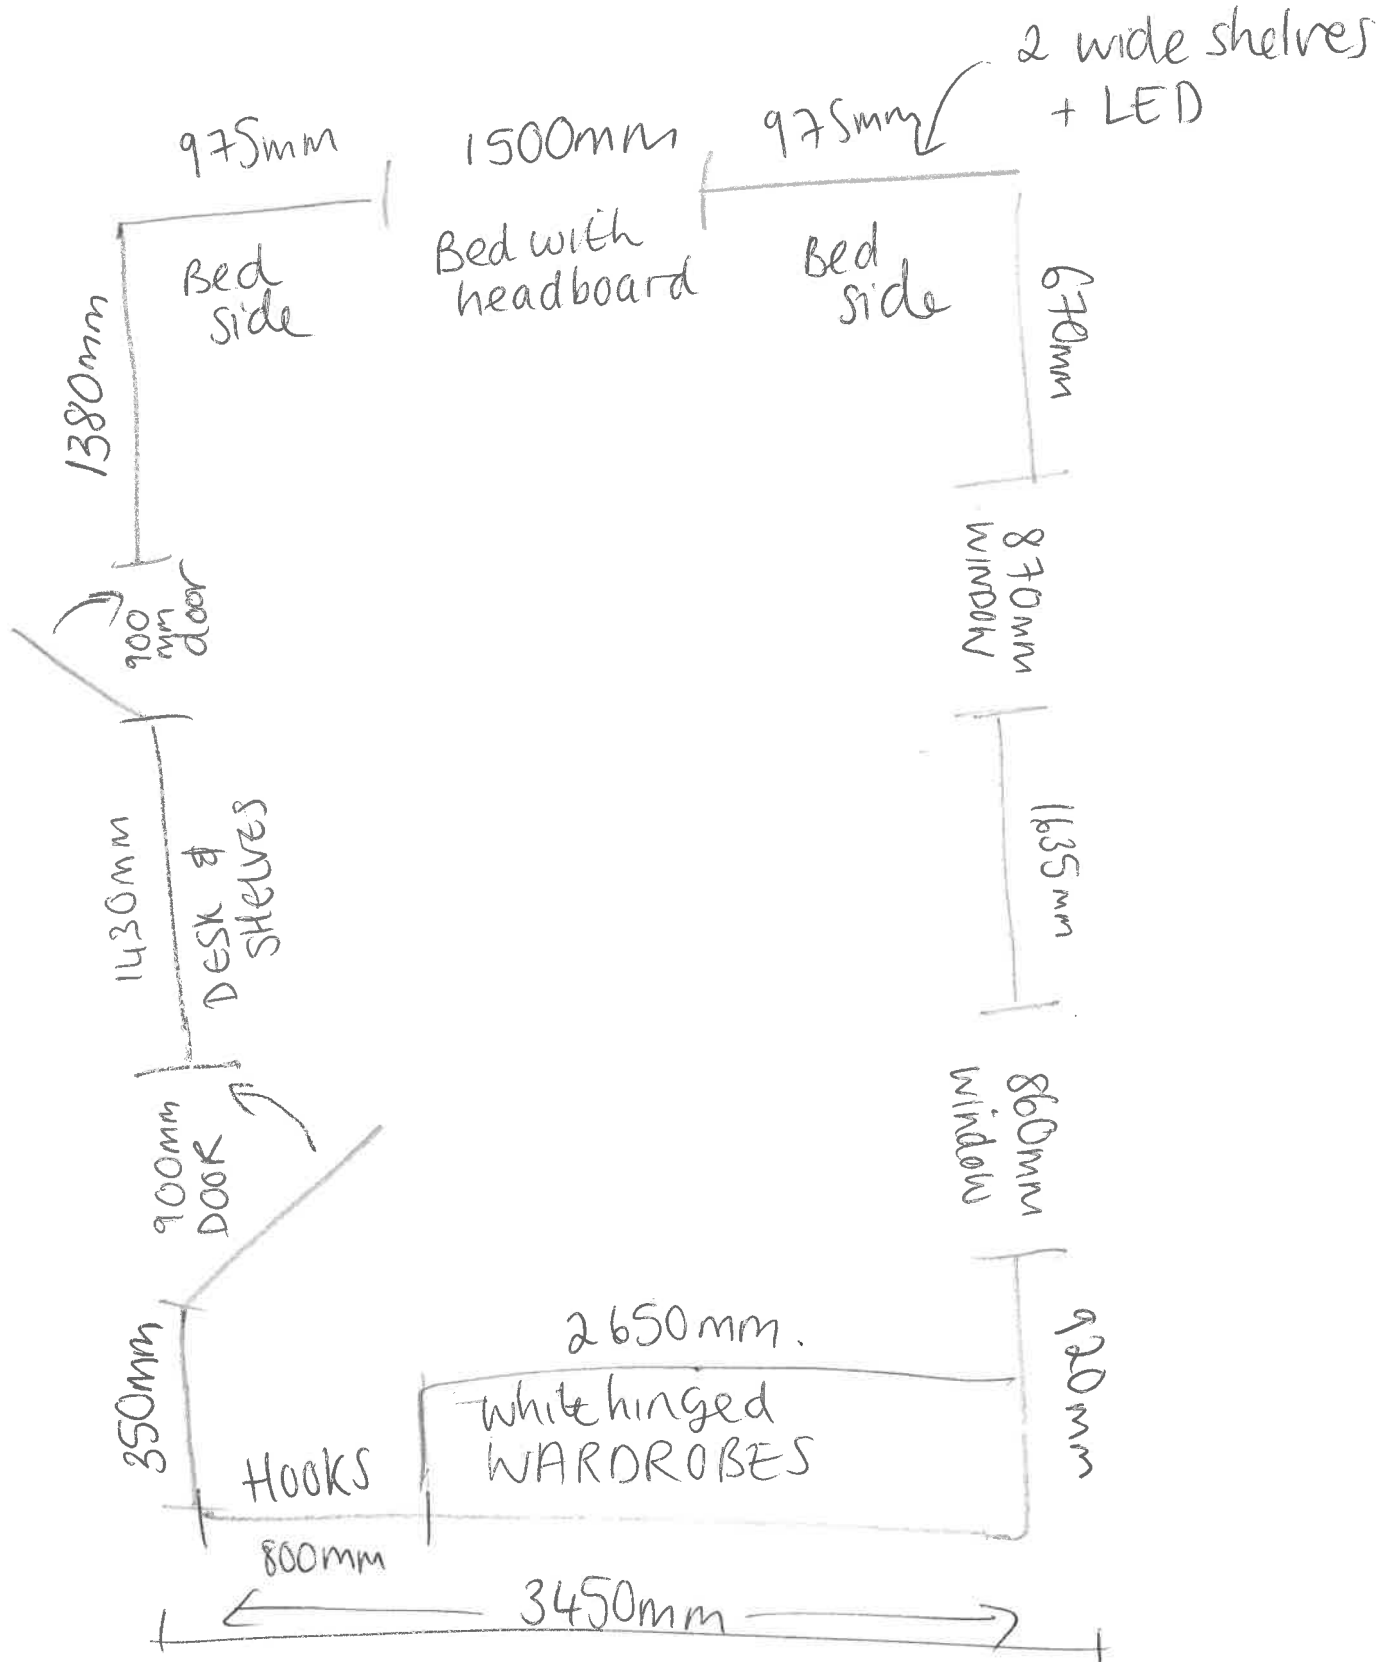 2 wide shelves
+ LED
975mm
1500mm
975mm
Bed
side
Bed with
headboard
Bed
side
1380mm
670mm
900
mm
door
870mm
WINDOW
1430mm
DESK &
SHELVES
1635mm
900mm
DOOR
860mm
window
350mm
2650mm.
White hinged
WARDROBES
920mm
HOOKS
800mm
3450mm